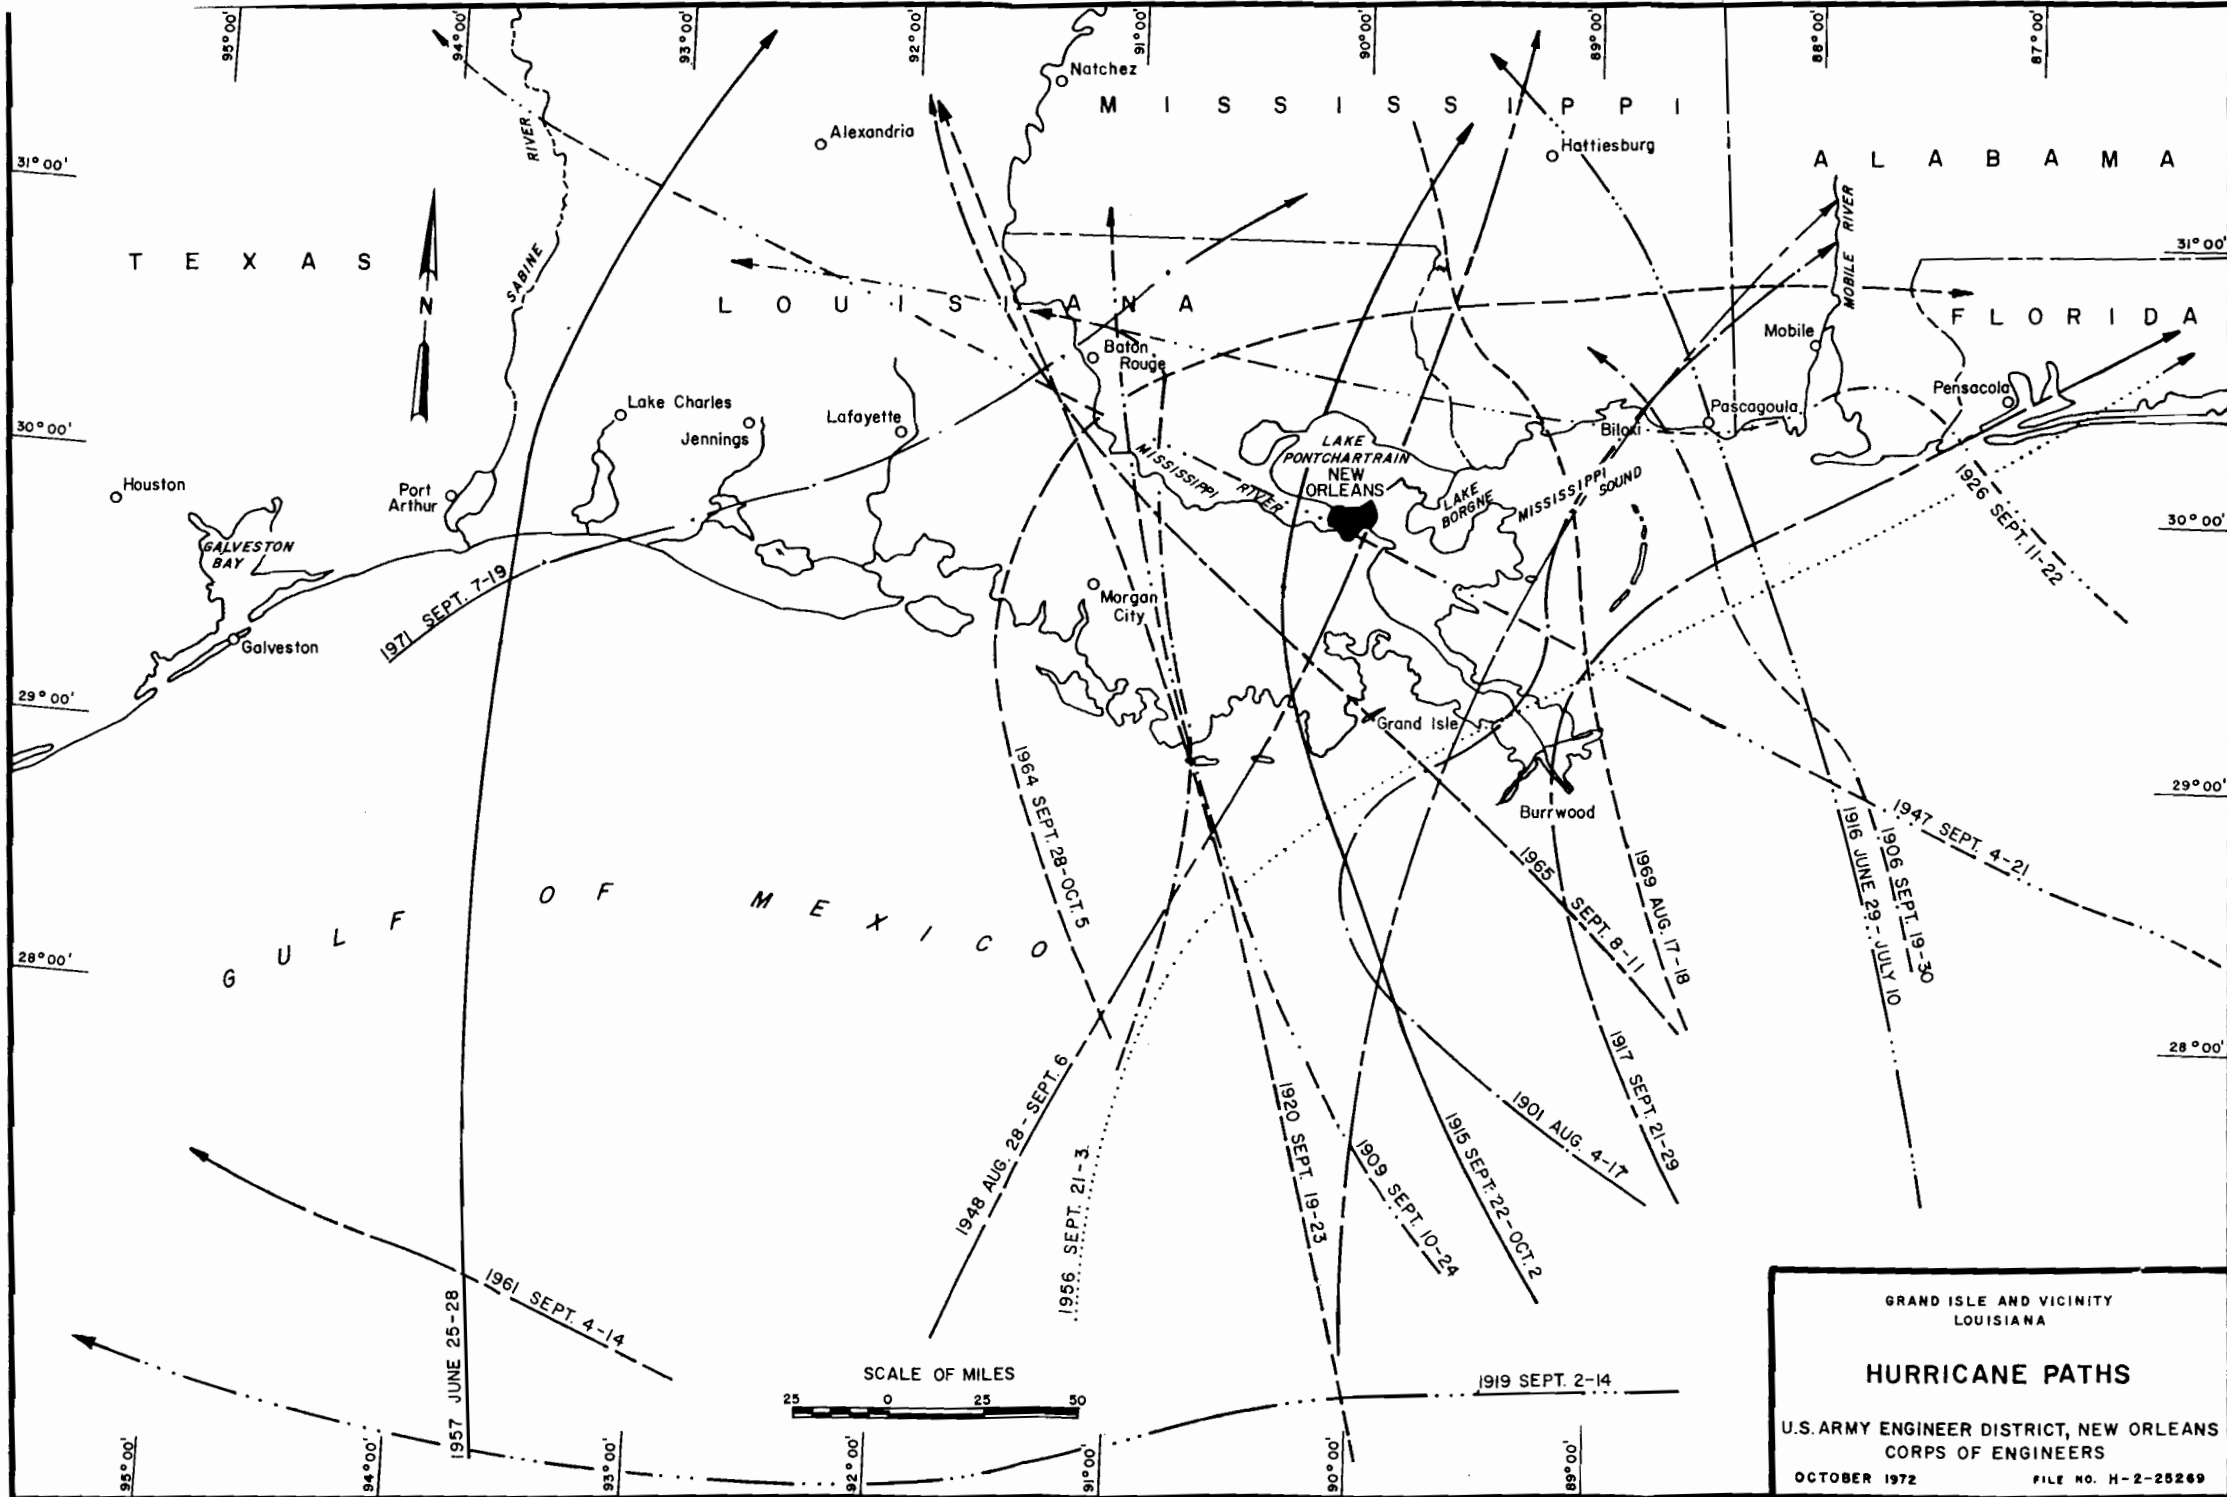 95°00'
94°00'
93°00'
92°00'
91°00'
90°00'
89°00'
88°00'
87°00'
Natchez
MISSISSIPPI
Alexandria
Hattiesburg
ALABAMA
31°00'
RIVER
SABINE
MOBILE RIVER
31°00'
TEXAS
N
LOUISIANA
FLORIDA
Mobile
Baton
Rouge
Pensacola
Lake Charles
Jennings
Lafayette
Pascagoula
Biloxi
30°00'
LAKE
PONTCHARTRAIN
NEW
ORLEANS
MISSISSIPPI
RIVER
LAKE
BORGNE
MISSISSIPPI
SOUND
Houston
Port
Arthur
1926 SEPT. 11-22
30°00'
GALVESTON
BAY
1971 SEPT. 7-19
Morgan
City
Galveston
29°00'
Grand Isle
29°00'
Burrwood
1964 SEPT. 28-OCT. 5
1965 SEPT. 8-11
1969 AUG. 17-18
1916 JUNE 29-JULY 10
1906 SEPT. 19-30
1947 SEPT. 4-21
GULF OF MEXICO
28°00'
28°00'
1948 AUG. 28-SEPT. 6
1956 SEPT. 21-3
1920 SEPT. 19-23
1909 SEPT. 10-24
1915 SEPT. 22-OCT. 2
1901 AUG. 4-17
1917 SEPT. 21-29
1961 SEPT. 4-14
1957 JUNE 25-28
SCALE OF MILES
25 0 25 50
1919 SEPT. 2-14
95°00'
94°00'
93°00'
92°00'
91°00'
90°00'
89°00'
GRAND ISLE AND VICINITY
LOUISIANA
HURRICANE PATHS
U.S. ARMY ENGINEER DISTRICT, NEW ORLEANS
CORPS OF ENGINEERS
OCTOBER 1972 FILE NO. H-2-25269